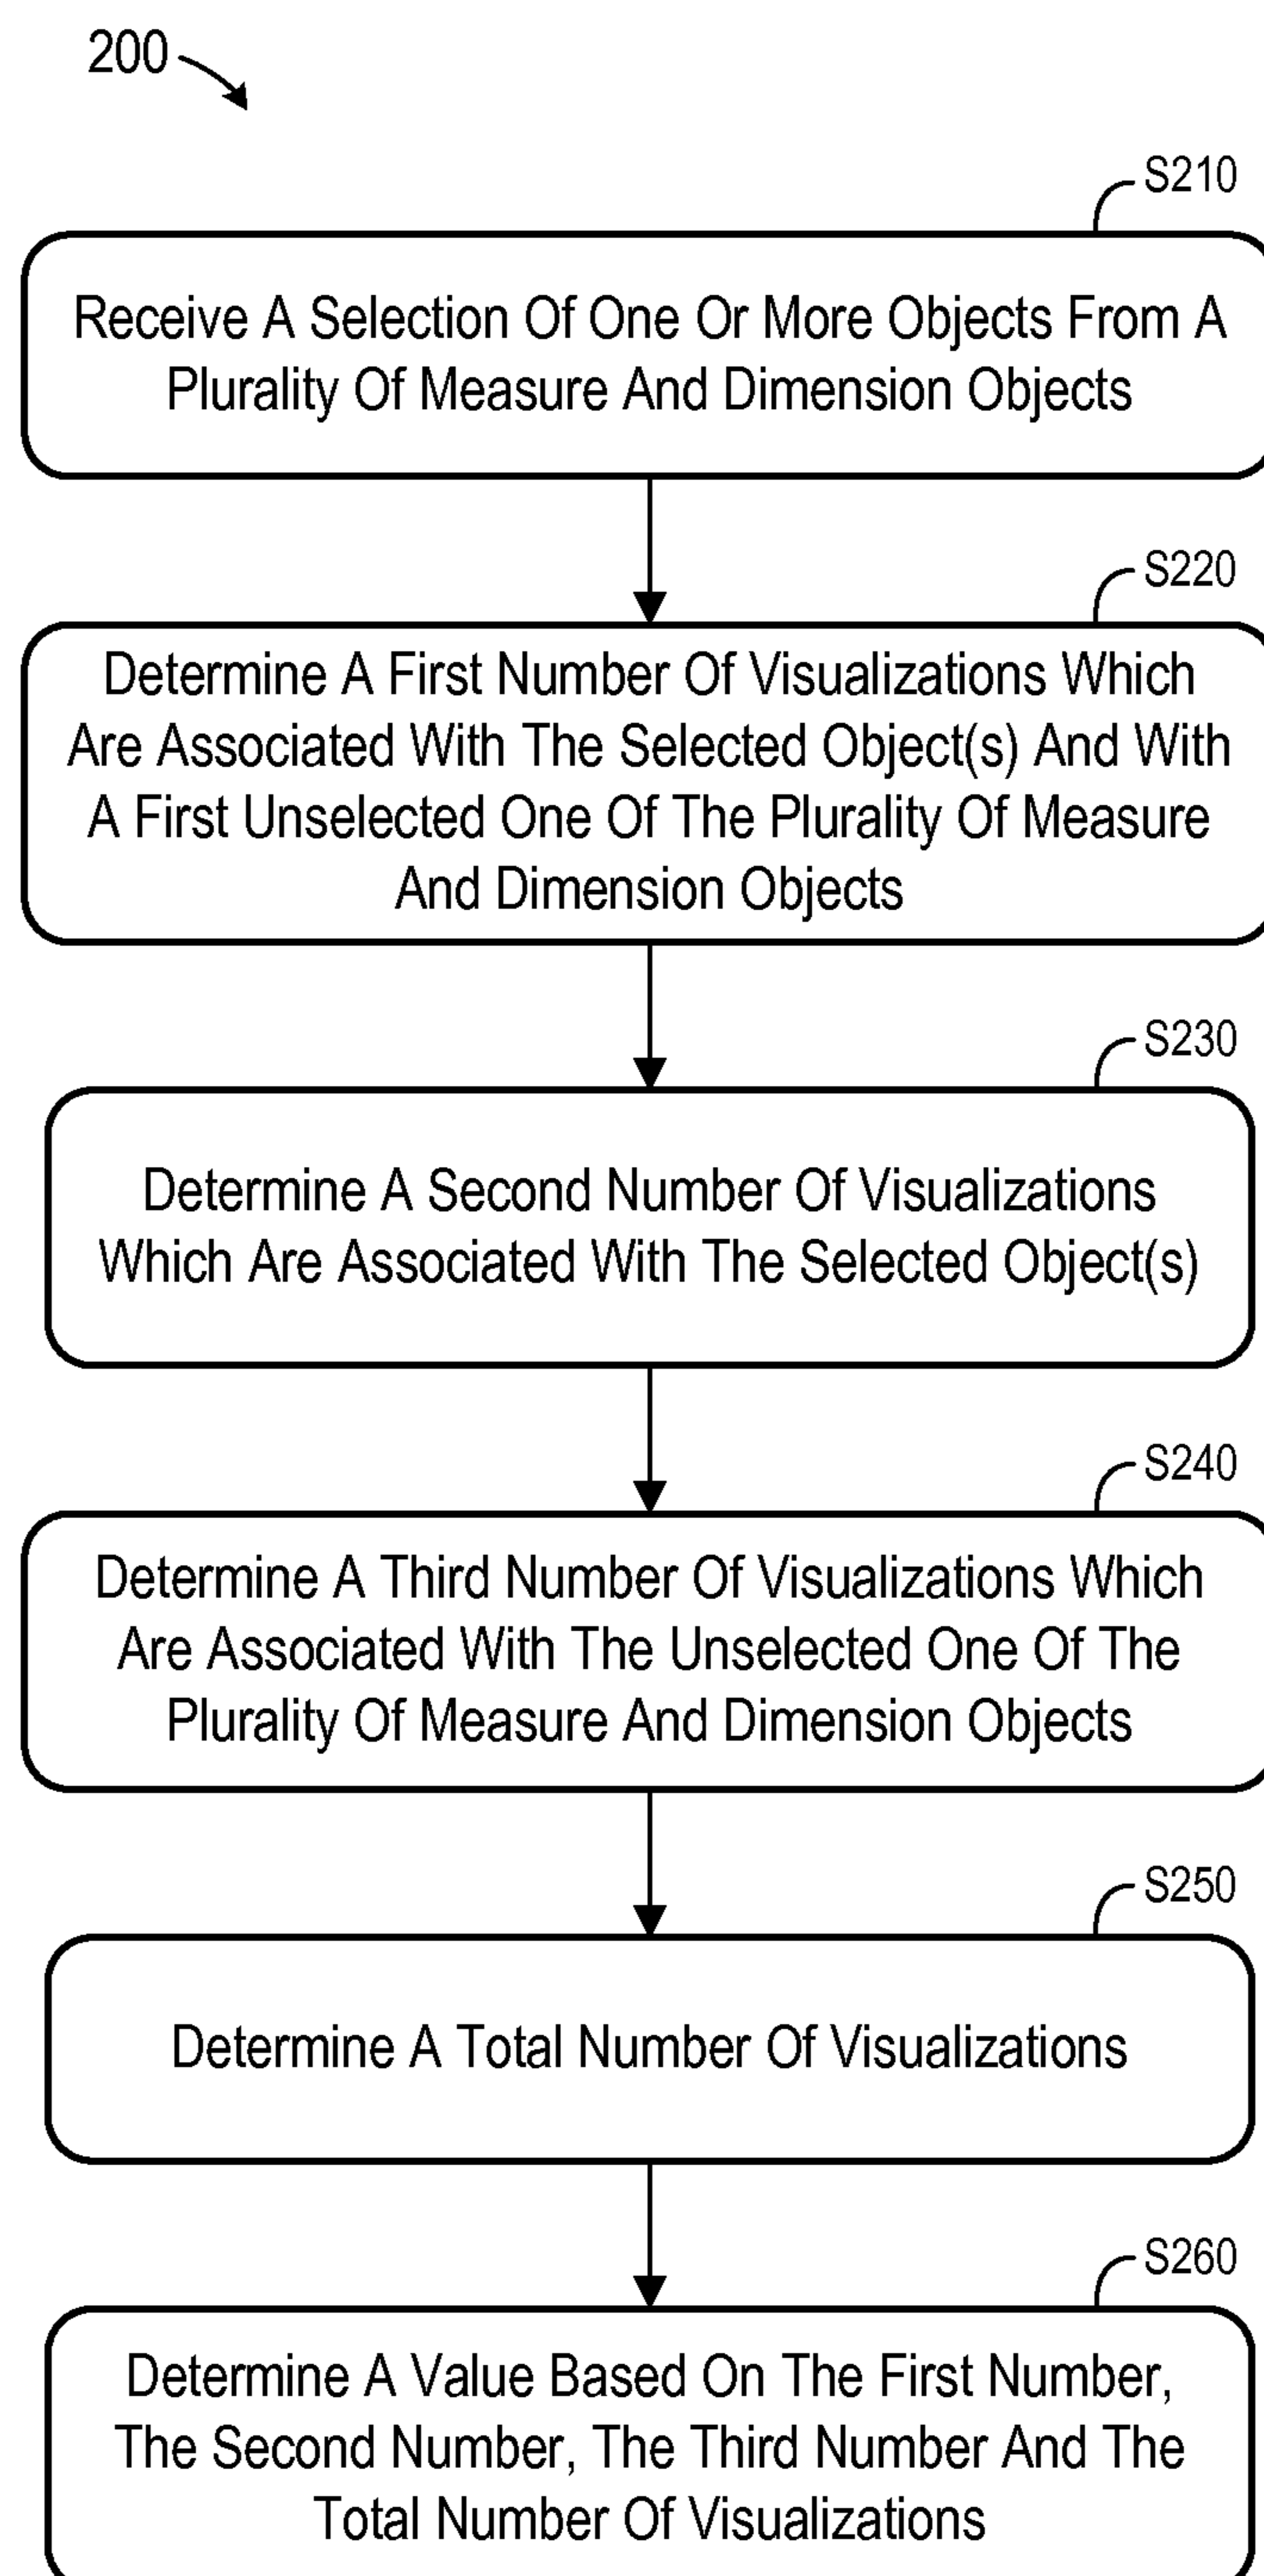 200
S210
Receive A Selection Of One Or More Objects From A
Plurality Of Measure And Dimension Objects
S220
Determine A First Number Of Visualizations Which
Are Associated With The Selected Object(s) And With
A First Unselected One Of The Plurality Of Measure
And Dimension Objects
S230
Determine A Second Number Of Visualizations
Which Are Associated With The Selected Object(s)
S240
Determine A Third Number Of Visualizations Which
Are Associated With The Unselected One Of The
Plurality Of Measure And Dimension Objects
S250
Determine A Total Number Of Visualizations
S260
Determine A Value Based On The First Number,
The Second Number, The Third Number And The
Total Number Of Visualizations